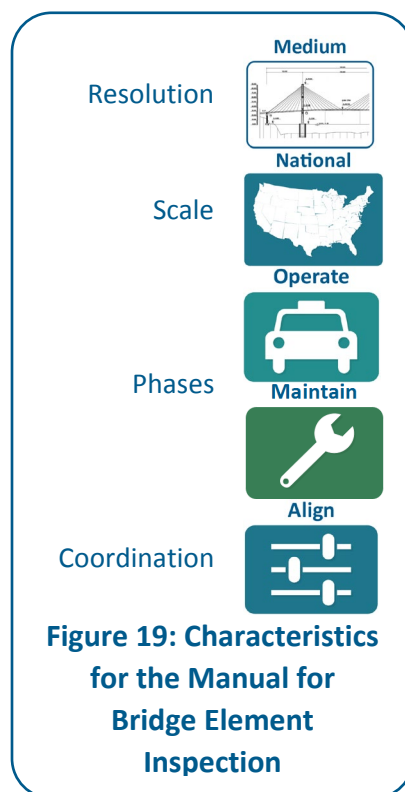 Medium
Resolution
National
Scale
Operate
Phases
Maintain
Align
Coordination
Figure 19: Characteristics
for the Manual for
Bridge Element
Inspection